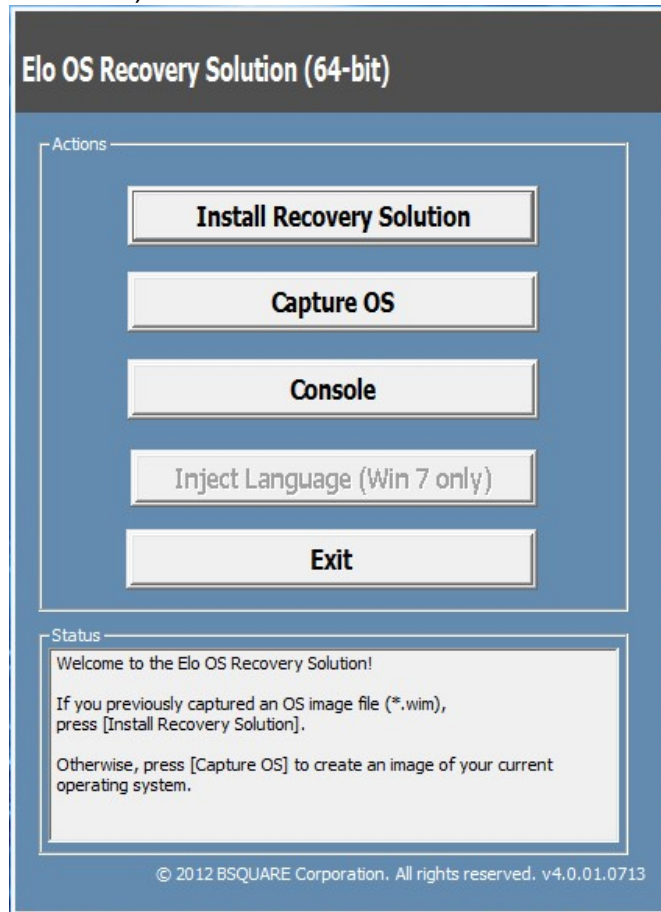 Elo OS Recovery Solution (64-bit)
Actions
Install Recovery Solution
Capture OS
Console
Inject Language (Win 7 only)
Exit
Status
Welcome to the Elo OS Recovery Solution!
If you previously captured an OS image file (*.wim),
press [Install Recovery Solution].
Otherwise, press [Capture OS] to create an image of your current
operating system.
© 2012 BSQUARE Corporation. All rights reserved. v4.0.01.0713